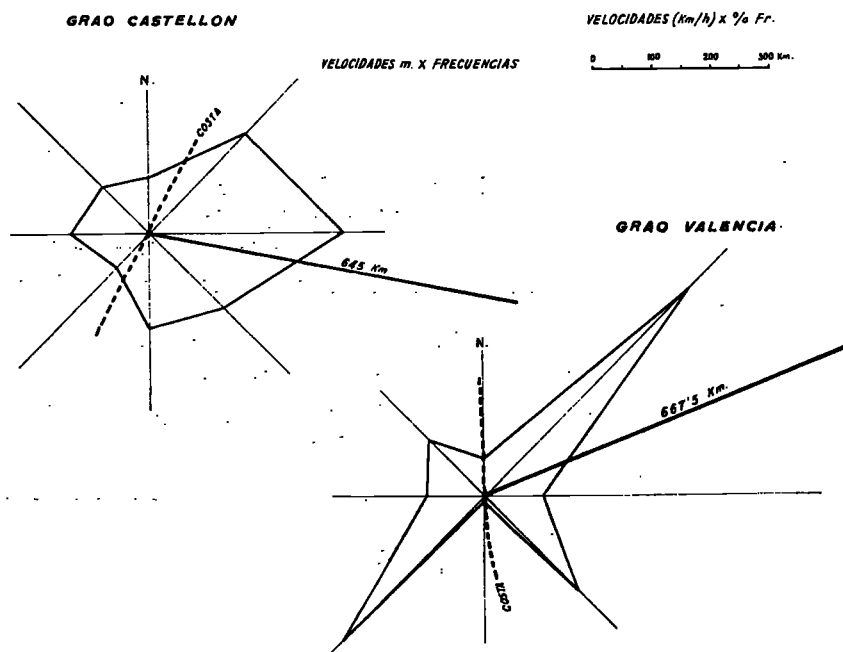 GRAO CASTELLON
VELOCIDADES (Km/h) x % Fr.
VELOCIDADES m. X FRECUENCIAS
0 100 200 300 Km.
N.
COSTA
645 Km
GRAO VALENCIA.
N.
667'5 Km.
COSTA